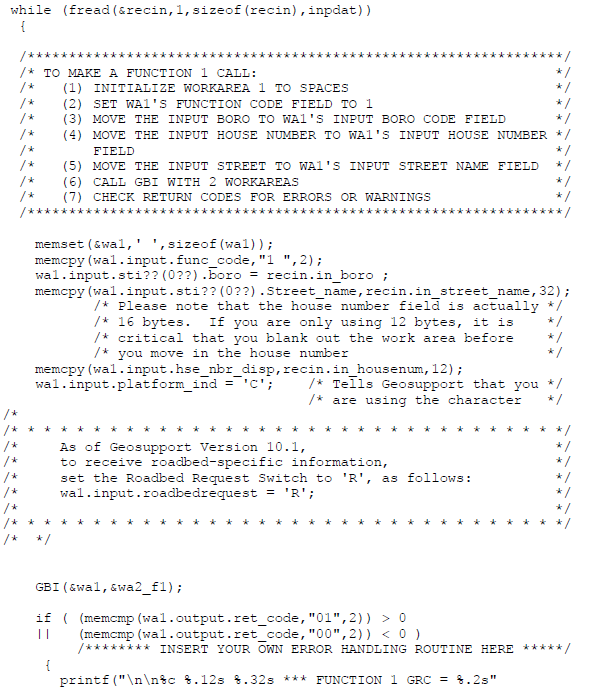 while (fread(&recin,1,sizeof(recin),inpdat))
{
/*****************************************************************/
/* TO MAKE A FUNCTION 1 CALL: */
/* (1) INITIALIZE WORKAREA 1 TO SPACES */
/* (2) SET WA1'S FUNCTION CODE FIELD TO 1 */
/* (3) MOVE THE INPUT BORO TO WA1'S INPUT BORO CODE FIELD */
/* (4) MOVE THE INPUT HOUSE NUMBER TO WA1'S INPUT HOUSE NUMBER */
/* FIELD */
/* (5) MOVE THE INPUT STREET TO WA1'S INPUT STREET NAME FIELD */
/* (6) CALL GBI WITH 2 WORKAREAS */
/* (7) CHECK RETURN CODES FOR ERRORS OR WARNINGS */
/*****************************************************************/
memset(&wa1,' ',sizeof(wa1));
memcpy(wa1.input.func_code,"1 ",2);
wa1.input.sti??(0??).boro = recin.in_boro ;
memcpy(wa1.input.sti??(0??).Street_name,recin.in_street_name,32);
/* Please note that the house number field is actually */
/* 16 bytes. If you are only using 12 bytes, it is */
/* critical that you blank out the work area before */
/* you move in the house number */
memcpy(wa1.input.hse_nbr_disp,recin.in_housenum,12);
wa1.input.platform_ind = 'C'; /* Tells Geosupport that you */
/* are using the character */
/*
/* * * * * * * * * * * * * * * * * * * * * * * * * * * * * * * * * */
/* As of Geosupport Version 10.1, */
/* to receive roadbed-specific information, */
/* set the Roadbed Request Switch to 'R', as follows: */
/* wa1.input.roadbedrequest = 'R'; */
/* */
/* * * * * * * * * * * * * * * * * * * * * * * * * * * * * * * * * */
/* */
GBI(&wa1,&wa2_f1);
if ( (memcmp(wa1.output.ret_code,"01",2)) > 0
|| (memcmp(wa1.output.ret_code,"00",2)) < 0 )
/******** INSERT YOUR OWN ERROR HANDLING ROUTINE HERE *****/
{
printf("\n\n%c %.12s %.32s *** FUNCTION 1 GRC = %.2s"